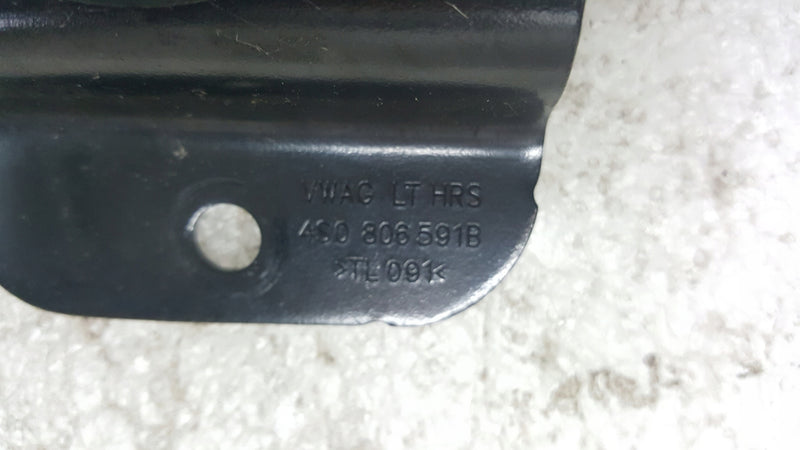 VWAG LT HRS
4G0 806 591B
>TL 091<